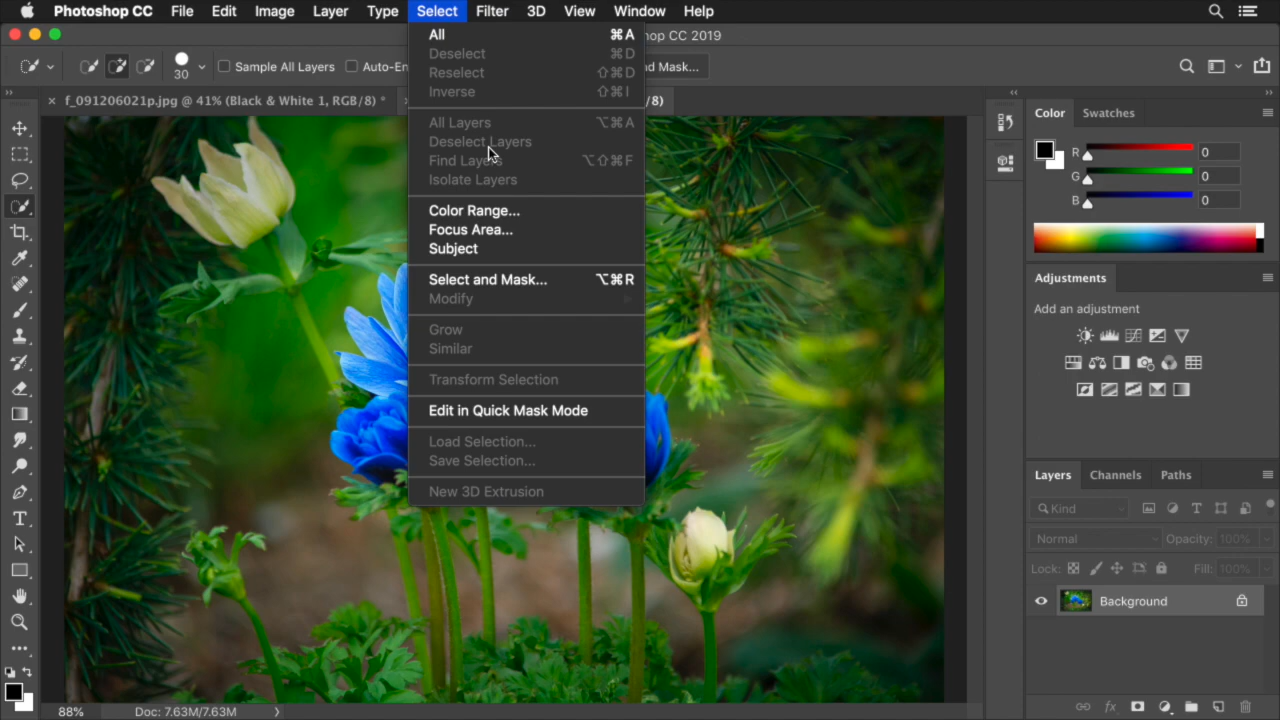 Photoshop CC File Edit Image Layer Type Select Filter 3D View Window Help
shop CC 2019
30 Sample All Layers Auto-En
d Mask...
f_091206021p.jpg @ 41% (Black & White 1, RGB/8) *
/8)
All ⌘A
Deselect ⌘D
Reselect ⇧⌘D
Inverse ⇧⌘I
All Layers ⌥⌘A
Deselect Layers
Find Layers ⌥⇧⌘F
Isolate Layers
Color Range...
Focus Area...
Subject
Select and Mask... ⌥⌘R
Modify
Grow
Similar
Transform Selection
Edit in Quick Mask Mode
Load Selection...
Save Selection...
New 3D Extrusion
Color Swatches
R 0
G 0
B 0
Adjustments
Add an adjustment
Layers Channels Paths
Kind
Normal Opacity: 100%
Lock: Fill: 100%
Background
fx
88% Doc: 7.63M/7.63M